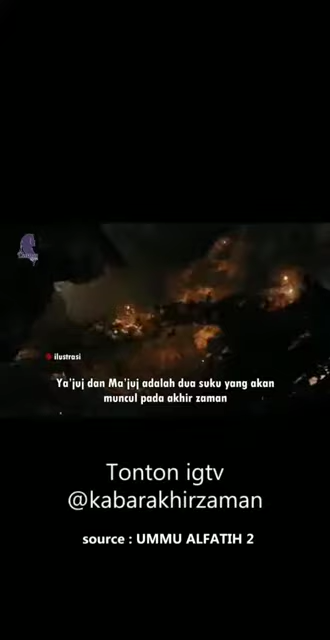 ilustrasi
Ya'juj dan Ma'juj adalah dua suku yang akan
muncul pada akhir zaman
Tonton igtv
@kabarakhirzaman
source : UMMU ALFATIH 2